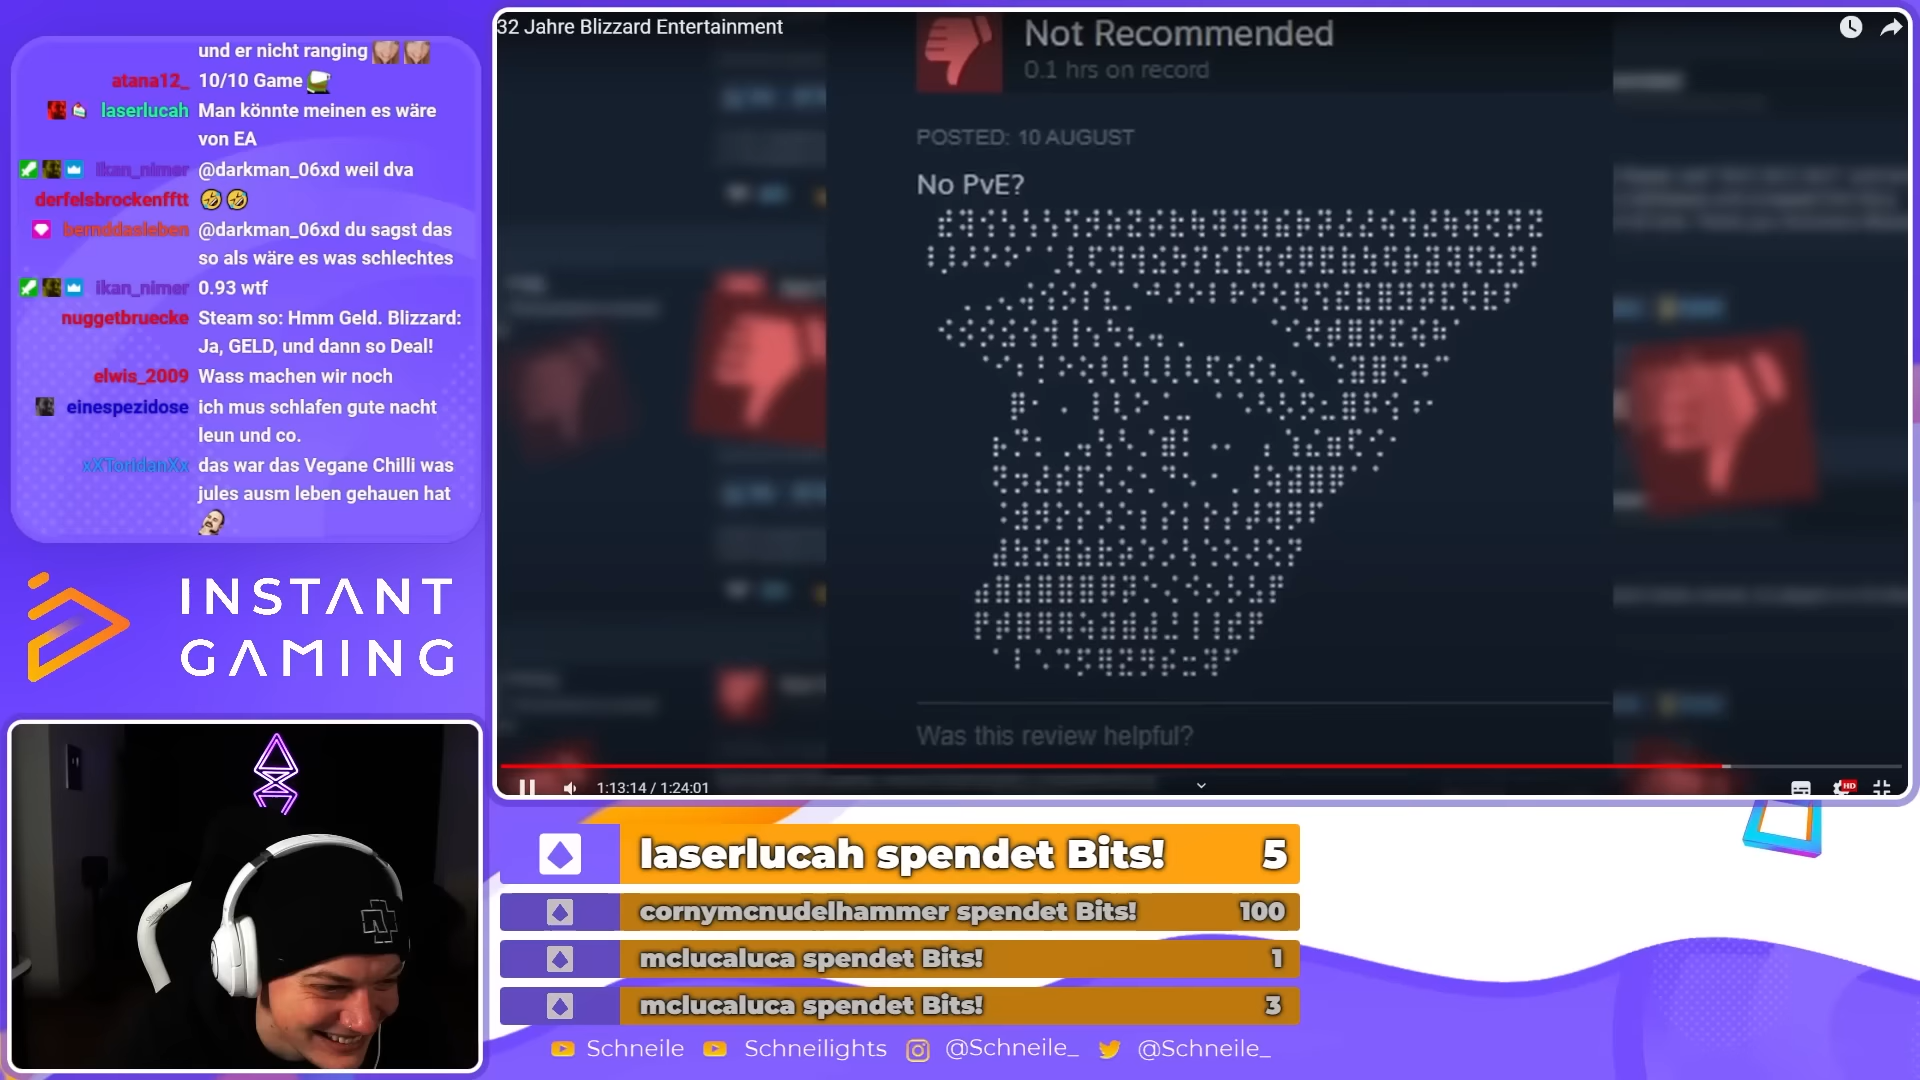 und er nicht ranging
atana12_ 10/10 Game
laserlucah Man könnte meinen es wäre
von EA
ikan_nimer @darkman_06xd weil dva
derfelsbrockenfftt
bernddasleben @darkman_06xd du sagst das
so als wäre es was schlechtes
ikan_nimer 0.93 wtf
nuggetbruecke Steam so: Hmm Geld. Blizzard:
Ja, GELD, und dann so Deal!
elwis_2009 Wass machen wir noch
einespezidose ich mus schlafen gute nacht
leun und co.
xXToridanXx das war das Vegane Chilli was
jules ausm leben gehauen hat
INSTANT
GAMING
32 Jahre Blizzard Entertainment
Not Recommended
0.1 hrs on record
POSTED: 10 AUGUST
No PvE?
Was this review helpful?
1:13:14 / 1:24:01
HD
laserlucah spendet Bits! 5
cornymcnudelhammer spendet Bits! 100
mclucaluca spendet Bits! 1
mclucaluca spendet Bits! 3
Schneile Schneilights @Schneile_ @Schneile_